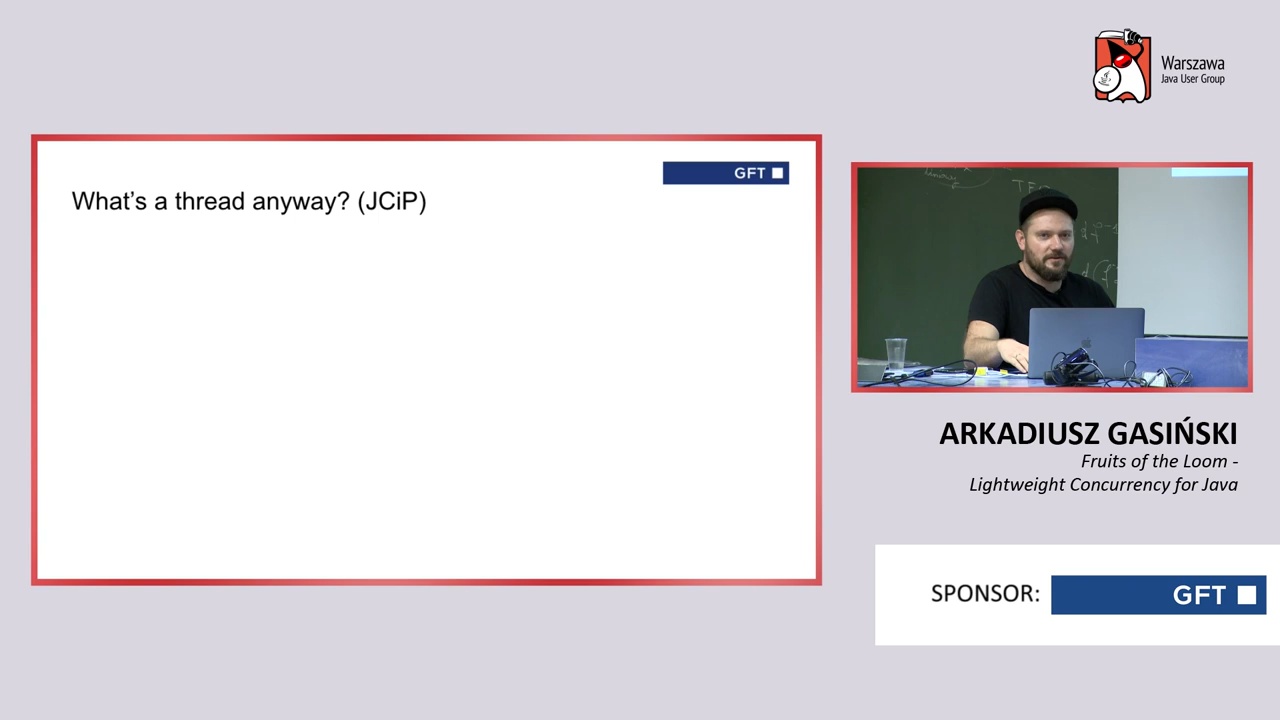 Warszawa
Java User Group
GFT
What's a thread anyway? (JCiP)
ARKADIUSZ GASIŃSKI
Fruits of the Loom -
Lightweight Concurrency for Java
SPONSOR:
GFT